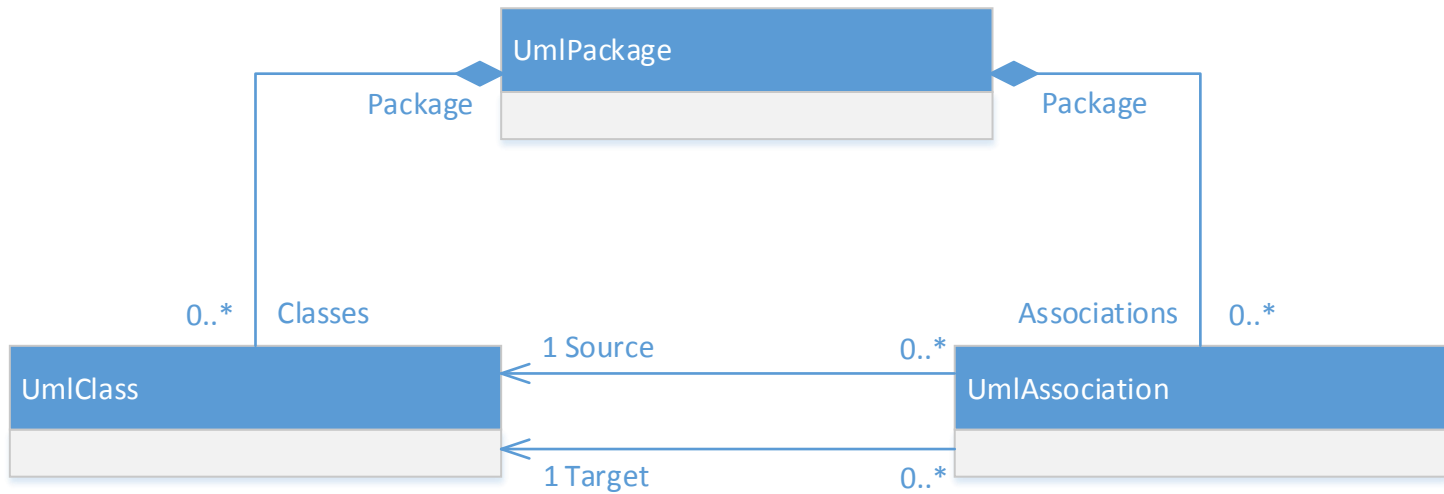 UmlPackage
Package
Package
0..*
Classes
Associations
0..*
1 Source
0..*
UmlClass
UmlAssociation
1 Target
0..*